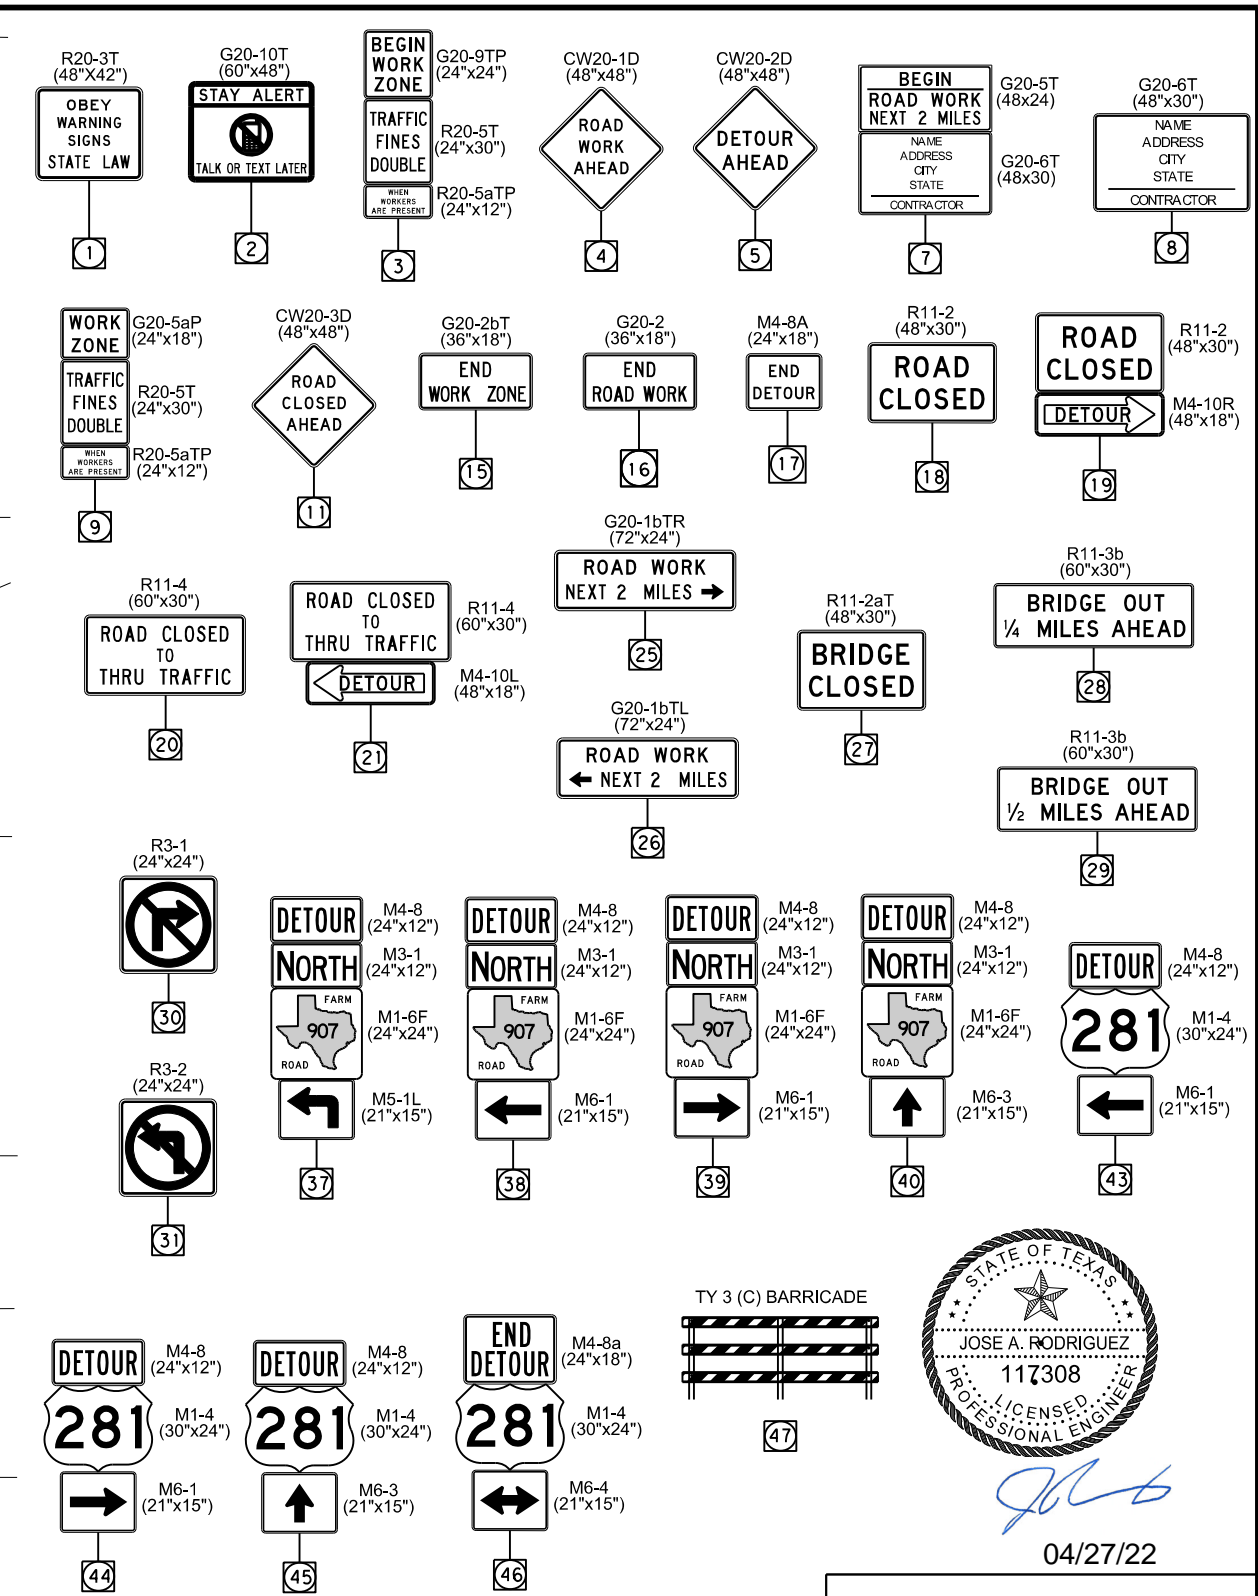 R20-3T
(48"X42")
OBEY
WARNING
SIGNS
STATE LAW
1
G20-10T
(60"x48")
STAY ALERT
TALK OR TEXT LATER
2
BEGIN
WORK
ZONE
G20-9TP
(24"x24")
TRAFFIC
FINES
DOUBLE
R20-5T
(24"x30")
WHEN
WORKERS
ARE PRESENT
R20-5aTP
(24"x12")
3
CW20-1D
(48"x48")
ROAD
WORK
AHEAD
4
CW20-2D
(48"x48")
DETOUR
AHEAD
5
BEGIN
ROAD WORK
NEXT 2 MILES
G20-5T
(48x24)
NAME
ADDRESS
CITY
STATE
CONTRACTOR
G20-6T
(48x30)
7
G20-6T
(48"x30")
NAME
ADDRESS
CITY
STATE
CONTRACTOR
8
WORK
ZONE
G20-5aP
(24"x18")
TRAFFIC
FINES
DOUBLE
R20-5T
(24"x30")
WHEN
WORKERS
ARE PRESENT
R20-5aTP
(24"x12")
9
CW20-3D
(48"x48")
ROAD
CLOSED
AHEAD
11
G20-2bT
(36"x18")
END
WORK ZONE
15
G20-2
(36"x18")
END
ROAD WORK
16
M4-8A
(24"x18")
END
DETOUR
17
R11-2
(48"x30")
ROAD
CLOSED
18
ROAD
CLOSED
R11-2
(48"x30")
DETOUR
M4-10R
(48"x18")
19
R11-4
(60"x30")
ROAD CLOSED
TO
THRU TRAFFIC
20
ROAD CLOSED
TO
THRU TRAFFIC
R11-4
(60"x30")
DETOUR
M4-10L
(48"x18")
21
G20-1bTR
(72"x24")
ROAD WORK
NEXT 2 MILES →
25
G20-1bTL
(72"x24")
ROAD WORK
← NEXT 2 MILES
26
R11-2aT
(48"x30")
BRIDGE
CLOSED
27
R11-3b
(60"x30")
BRIDGE OUT
¼ MILES AHEAD
28
R11-3b
(60"x30")
BRIDGE OUT
½ MILES AHEAD
29
R3-1
(24"x24")
30
R3-2
(24"x24")
31
DETOUR
M4-8
(24"x12")
NORTH
M3-1
(24"x12")
FARM
907
ROAD
M1-6F
(24"x24")
M5-1L
(21"x15")
37
DETOUR
M4-8
(24"x12")
NORTH
M3-1
(24"x12")
FARM
907
ROAD
M1-6F
(24"x24")
M6-1
(21"x15")
38
DETOUR
M4-8
(24"x12")
NORTH
M3-1
(24"x12")
FARM
907
ROAD
M1-6F
(24"x24")
M6-1
(21"x15")
39
DETOUR
M4-8
(24"x12")
NORTH
M3-1
(24"x12")
FARM
907
ROAD
M1-6F
(24"x24")
M6-3
(21"x15")
40
DETOUR
M4-8
(24"x12")
281
M1-4
(30"x24")
M6-1
(21"x15")
43
DETOUR
M4-8
(24"x12")
281
M1-4
(30"x24")
M6-1
(21"x15")
44
DETOUR
M4-8
(24"x12")
281
M1-4
(30"x24")
M6-3
(21"x15")
45
END
DETOUR
M4-8a
(24"x18")
281
M1-4
(30"x24")
M6-4
(21"x15")
46
TY 3 (C) BARRICADE
47
STATE OF TEXAS
JOSE A. RODRIGUEZ
117308
LICENSED
PROFESSIONAL ENGINEER
04/27/22